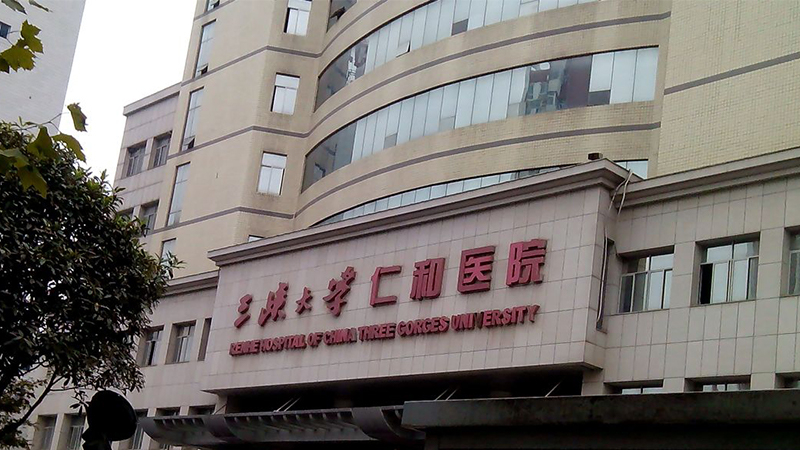 三峡大学仁和医院
RENHE HOSPITAL OF CHINA THREE GORGES UNIVERSITY